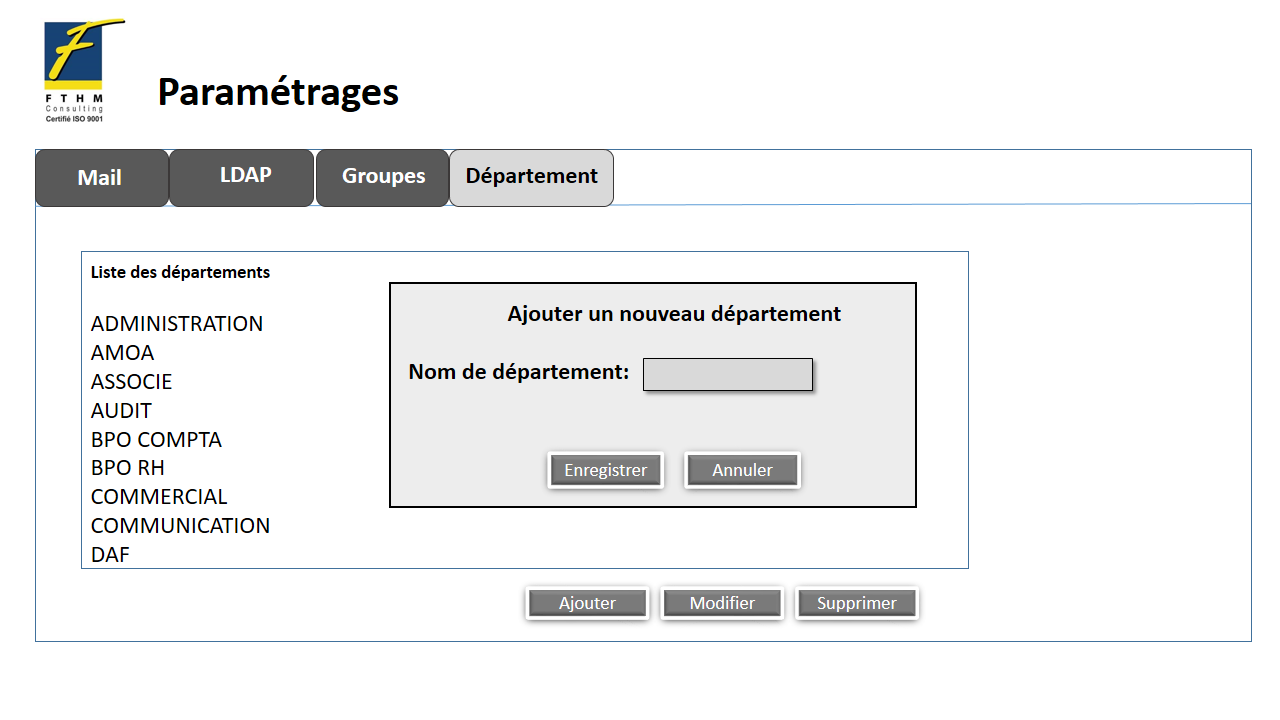 F T H M
Consulting
Certifié ISO 9001
Paramétrages
Mail
LDAP
Groupes
Département
Liste des départements
ADMINISTRATION
AMOA
ASSOCIE
AUDIT
BPO COMPTA
BPO RH
COMMERCIAL
COMMUNICATION
DAF
Ajouter un nouveau département
Nom de département:
Enregistrer
Annuler
Ajouter
Modifier
Supprimer